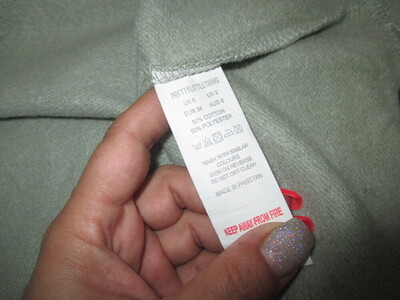 PRETTYLITTLETHING
UK 6 US 2
EUR 34 AUS 6
50% COTTON
50% POLYESTER
WASH WITH SIMILAR
COLOURS
IRON ON REVERSE
DO NOT DRY CLEAN
MADE IN PAKISTAN
KEEP AWAY FROM FIRE